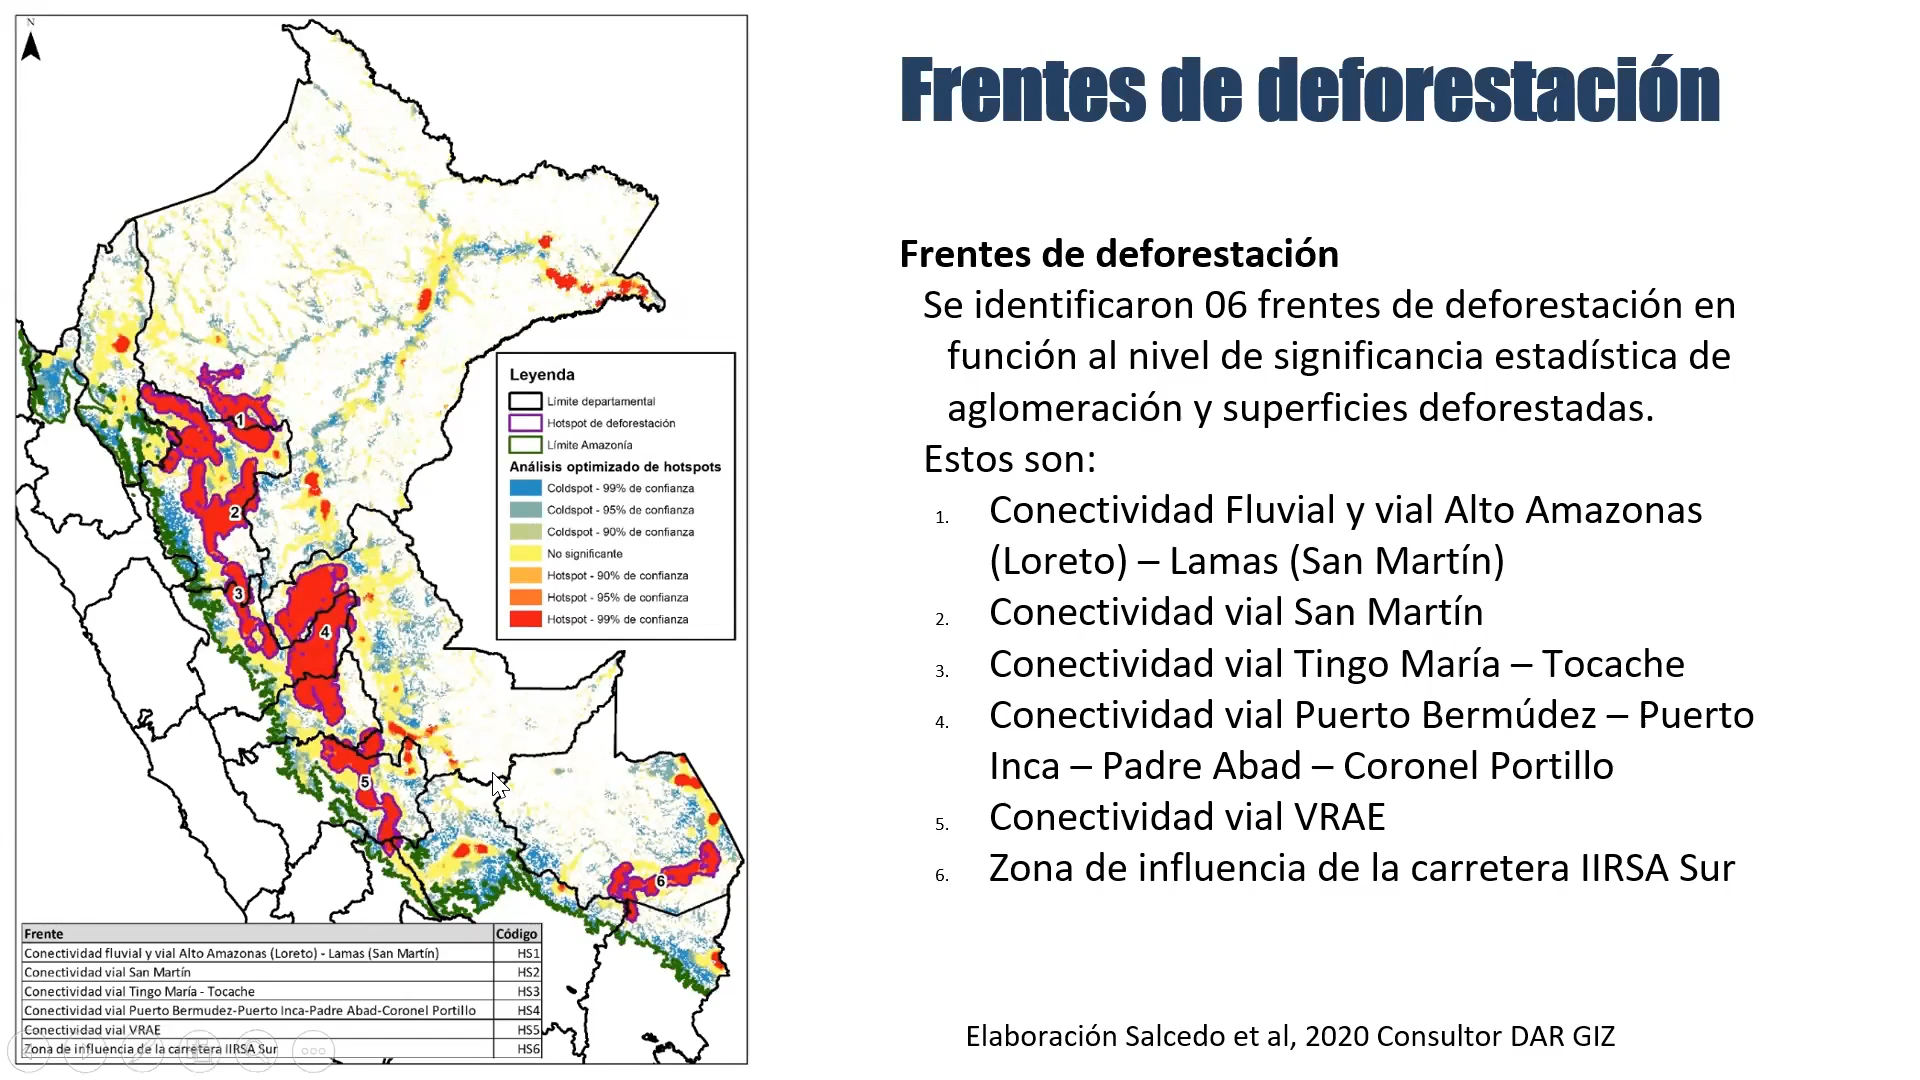 N
Frentes de deforestación
Frentes de deforestación
Se identificaron 06 frentes de deforestación en
función al nivel de significancia estadística de
aglomeración y superficies deforestadas.
Estos son:
1. Conectividad Fluvial y vial Alto Amazonas
(Loreto) – Lamas (San Martín)
2. Conectividad vial San Martín
3. Conectividad vial Tingo María – Tocache
4. Conectividad vial Puerto Bermúdez – Puerto
Inca – Padre Abad – Coronel Portillo
5. Conectividad vial VRAE
6. Zona de influencia de la carretera IIRSA Sur
Elaboración Salcedo et al, 2020 Consultor DAR GIZ
Leyenda
Límite departamental
Hotspot de deforestación
Límite Amazonía
Análisis optimizado de hotspots
Coldspot - 99% de confianza
Coldspot - 95% de confianza
Coldspot - 90% de confianza
No significante
Hotspot - 90% de confianza
Hotspot - 95% de confianza
Hotspot - 99% de confianza
1
2
3
4
5
6
Frente Código
Conectividad fluvial y vial Alto Amazonas (Loreto) - Lamas (San Martín) HS1
Conectividad vial San Martín HS2
Conectividad vial Tingo María - Tocache HS3
Conectividad vial Puerto Bermudez-Puerto Inca-Padre Abad-Coronel Portillo HS4
Conectividad vial VRAE HS5
Zona de influencia de la carretera IIRSA Sur HS6